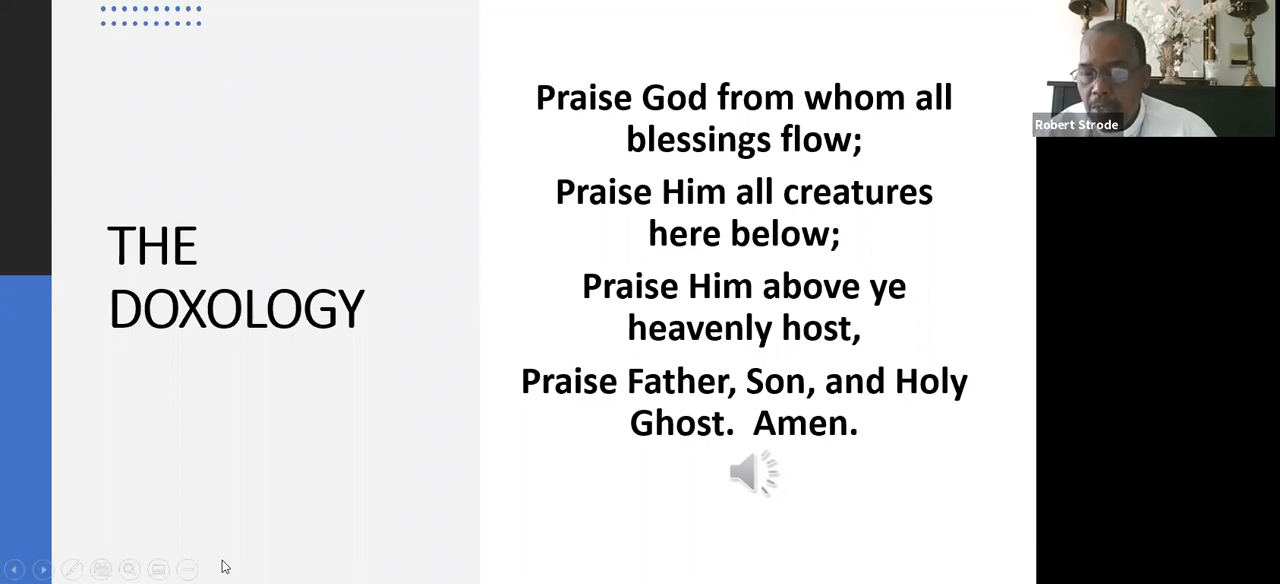 THE
DOXOLOGY
Praise God from whom all
blessings flow;
Praise Him all creatures
here below;
Praise Him above ye
heavenly host,
Praise Father, Son, and Holy
Ghost.  Amen.
Robert Strode